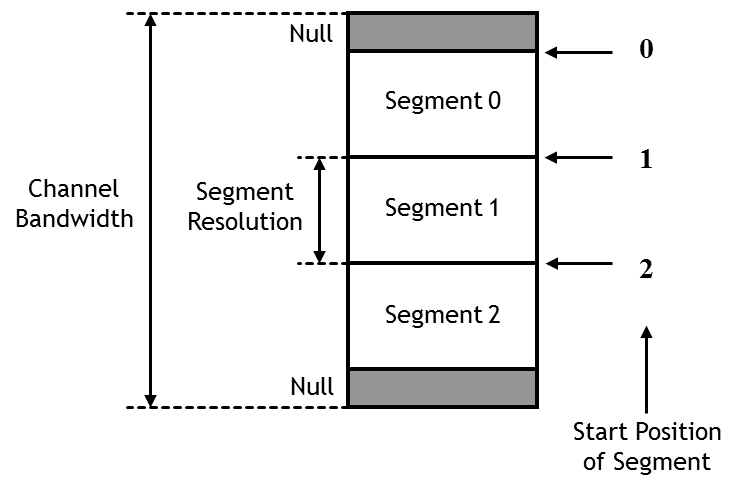 Null
0
Segment 0
1
Channel
Bandwidth
Segment
Resolution
Segment 1
2
Segment 2
Null
Start Position
of Segment